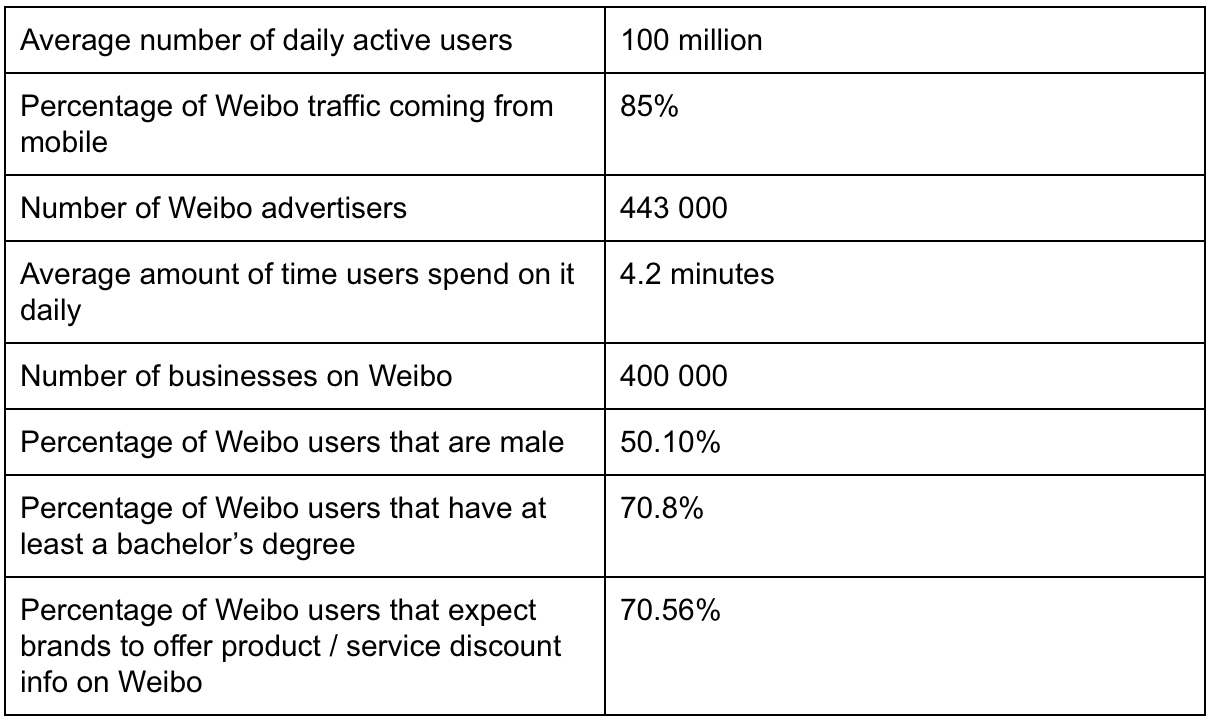 Average number of daily active users
100 million
Percentage of Weibo traffic coming from
mobile
85%
Number of Weibo advertisers
443 000
Average amount of time users spend on it
daily
4.2 minutes
Number of businesses on Weibo
400 000
Percentage of Weibo users that are male
50.10%
Percentage of Weibo users that have at
least a bachelor’s degree
70.8%
Percentage of Weibo users that expect
brands to offer product / service discount
info on Weibo
70.56%